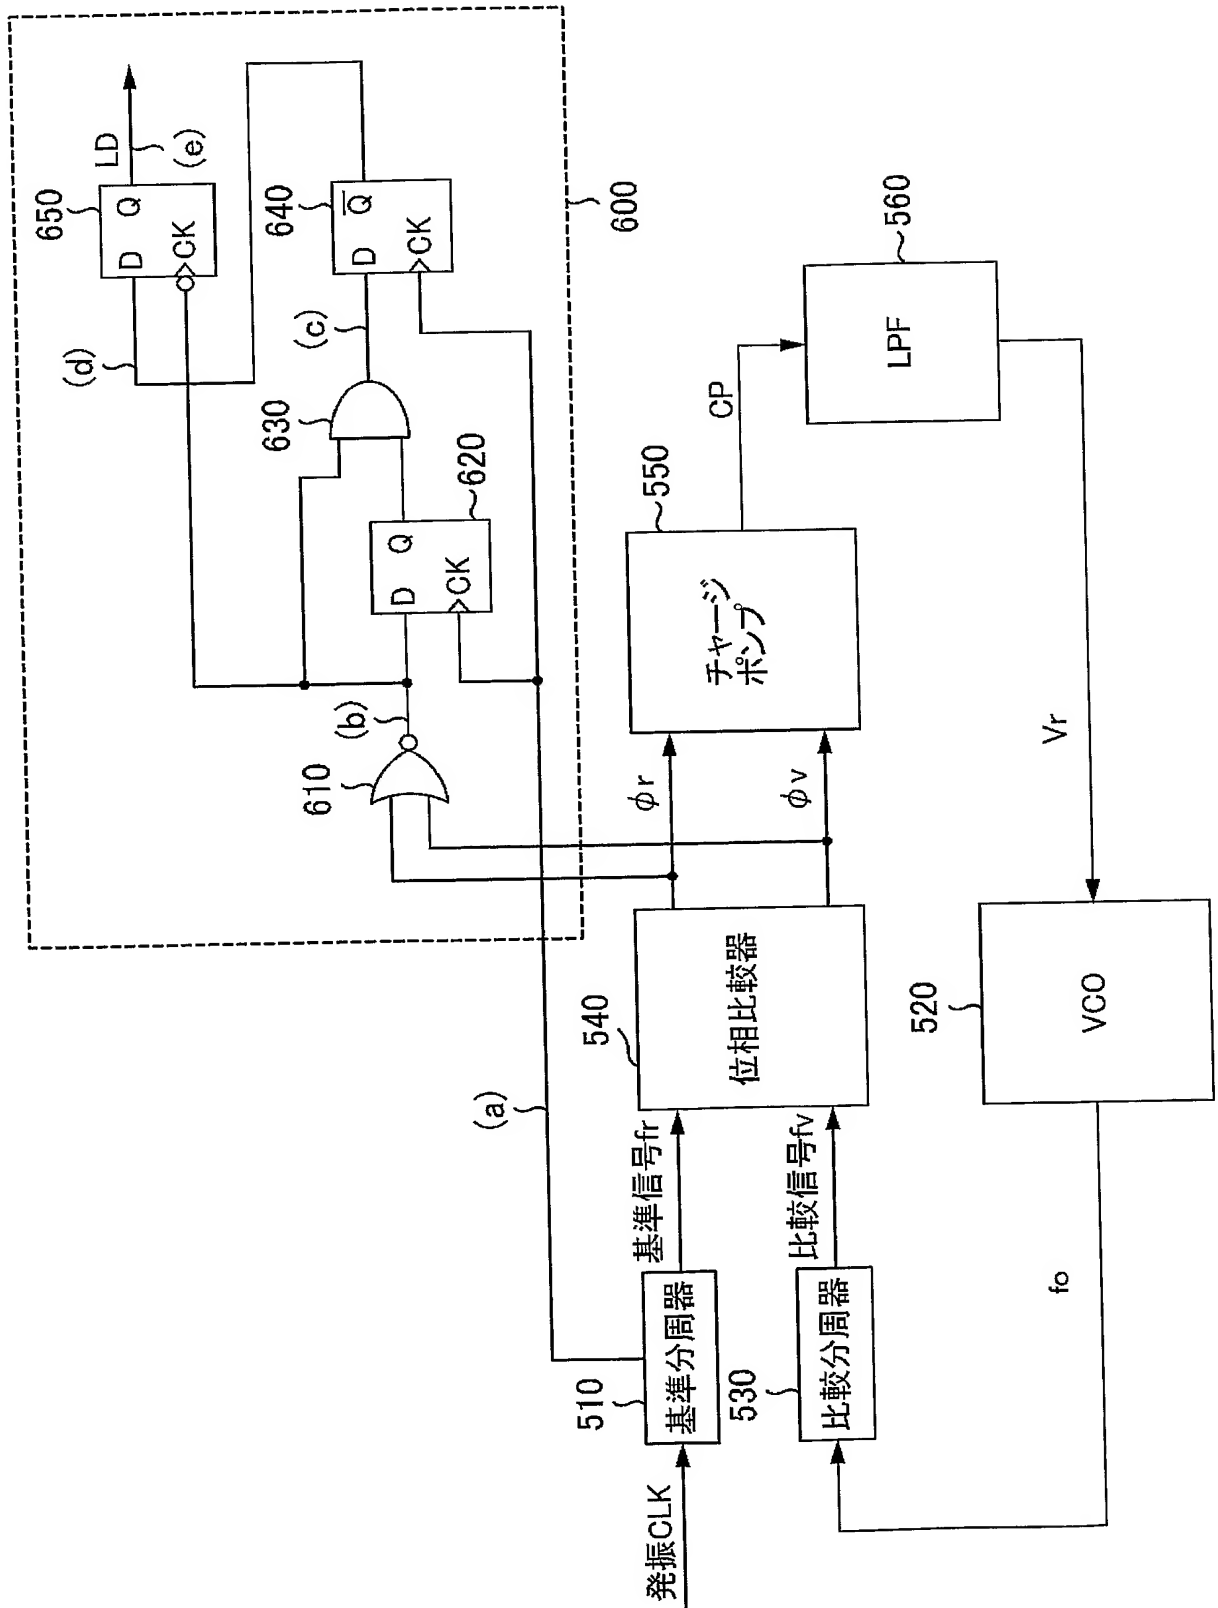 650
D
Q
CK
LD
(e)
(d)
640
D
Q̅
CK
(c)
630
620
D
Q
CK
(b)
610
600
(a)
発振CLK
510
基準分周器
基準信号fr
530
比較分周器
比較信号fv
540
位相比較器
φr
φv
550
チャージ
ポンプ
CP
560
LPF
Vr
520
VCO
fo